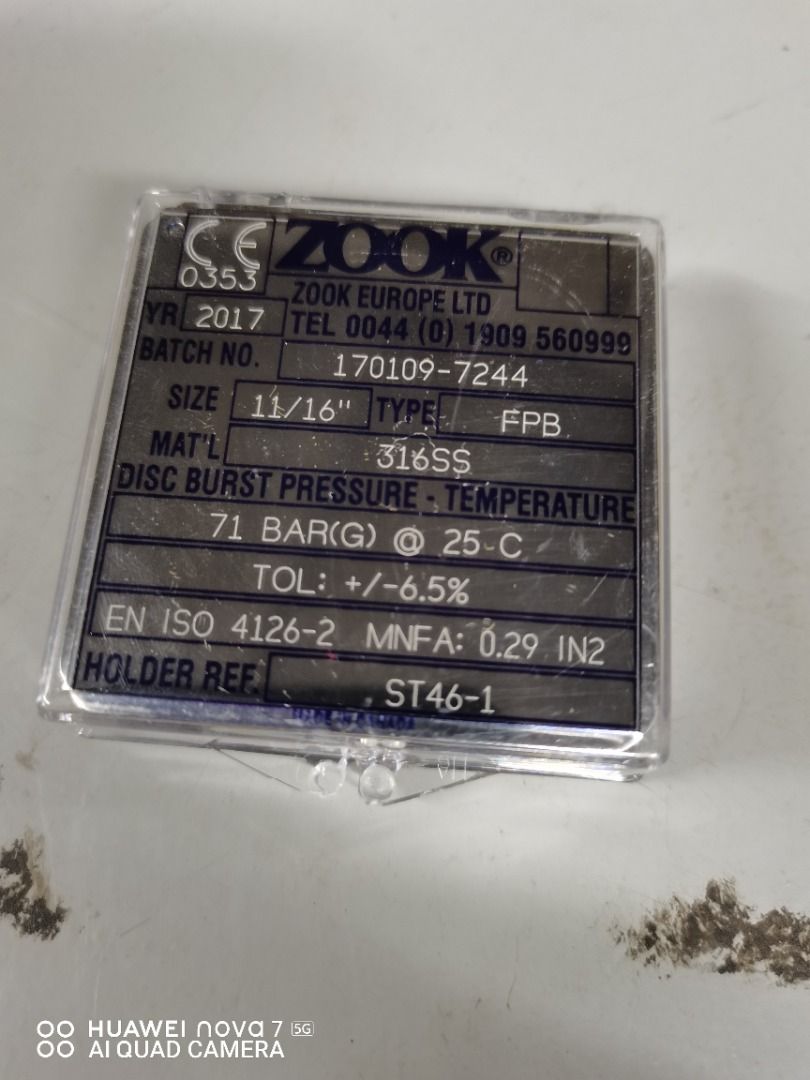 CE ZOOK®
0353
ZOOK EUROPE LTD
YR 2017 TEL 0044 (0) 1909 560999
BATCH NO. 170109-7244
SIZE 11/16" TYPE FPB
MAT'L 316SS
DISC BURST PRESSURE - TEMPERATURE
71 BAR(G) @ 25 C
TOL: +/-6.5%
EN ISO 4126-2 MNFA: 0.29 IN2
HOLDER REF. ST46-1
HUAWEI nova 7 5G
AI QUAD CAMERA